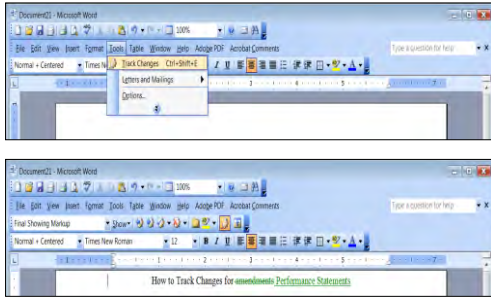 Document21 - Microsoft Word
100%
File Edit View Insert Format Tools Table Window Help Adobe PDF Acrobat Comments
Type a question for help
Normal + Centered Times N
Track Changes Ctrl+Shift+E
Letters and Mailings
Options...
Document21 - Microsoft Word
100%
File Edit View Insert Format Tools Table Window Help Adobe PDF Acrobat Comments
Type a question for help
Final Showing Markup Show
Normal + Centered Times New Roman 12 B I U
How to Track Changes for amendments Performance Statements